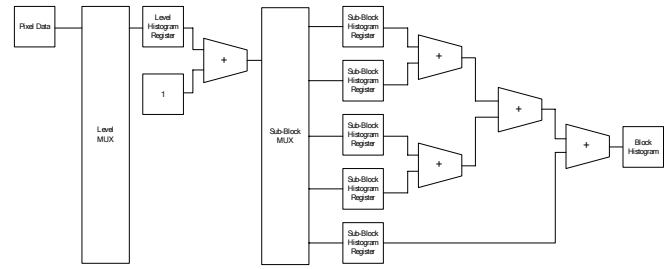 Pixel Data
Level
MUX
Level
Histogram
Register
1
+
Sub-Block
MUX
Sub-Block
Histogram
Register
Sub-Block
Histogram
Register
Sub-Block
Histogram
Register
Sub-Block
Histogram
Register
Sub-Block
Histogram
Register
+
+
+
+
Block
Histogram